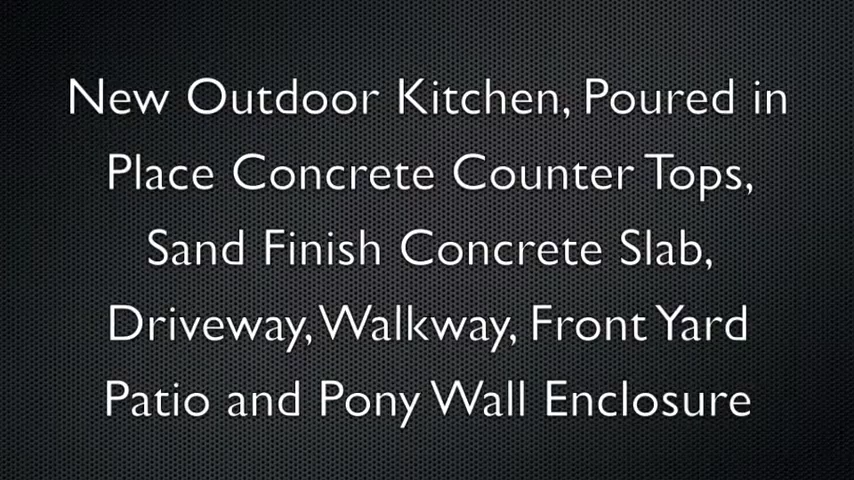 New Outdoor Kitchen, Poured in
Place Concrete Counter Tops,
Sand Finish Concrete Slab,
Driveway, Walkway, Front Yard
Patio and Pony Wall Enclosure